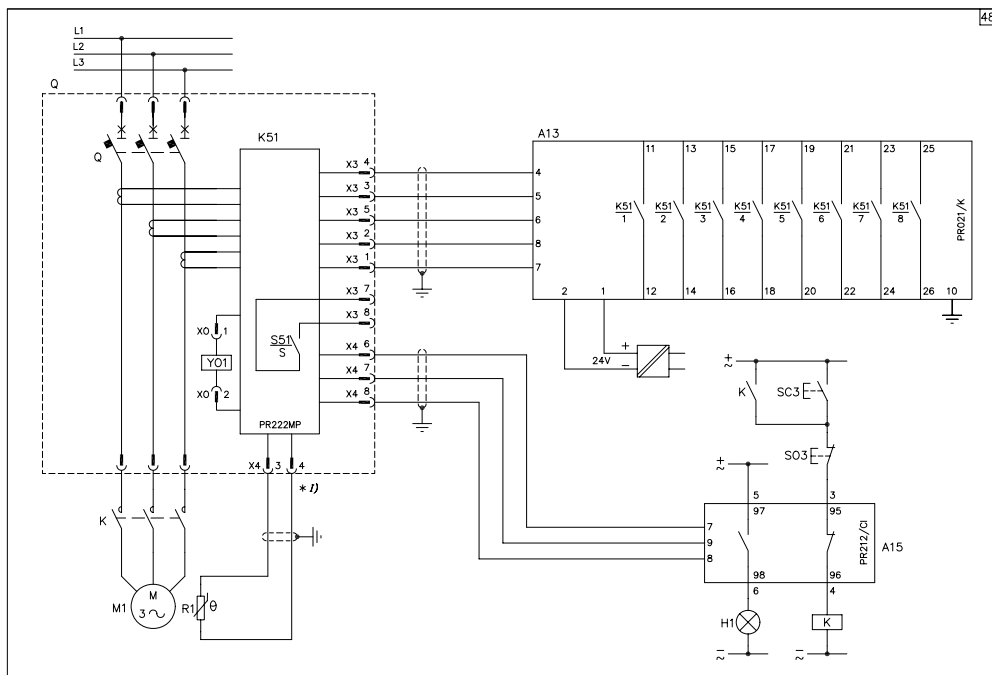 48
L1
L2
L3
Q
Q
K51
X3 4
X3 3
X3 5
X3 2
X3 1
X3 7
X3 8
X4 6
X4 7
X4 8
S51
S
X0 1
Y01
X0 2
PR222MP
X4 3 4
* 1)
K
M1
M
3 ~
R1
θ
A13
4
5
6
8
7
11 13 15 17 19 21 23 25
K51 K51 K51 K51 K51 K51 K51 K51
1 2 3 4 5 6 7 8
PR021/K
2 1 12 14 16 18 20 22 24 26 10
+
24V
−
+
~
K
SC3
SO3
+
~
5 3
97 95
7
9
8
PR212/CI
A15
98 96
6 4
H1
K
−
~
−
~